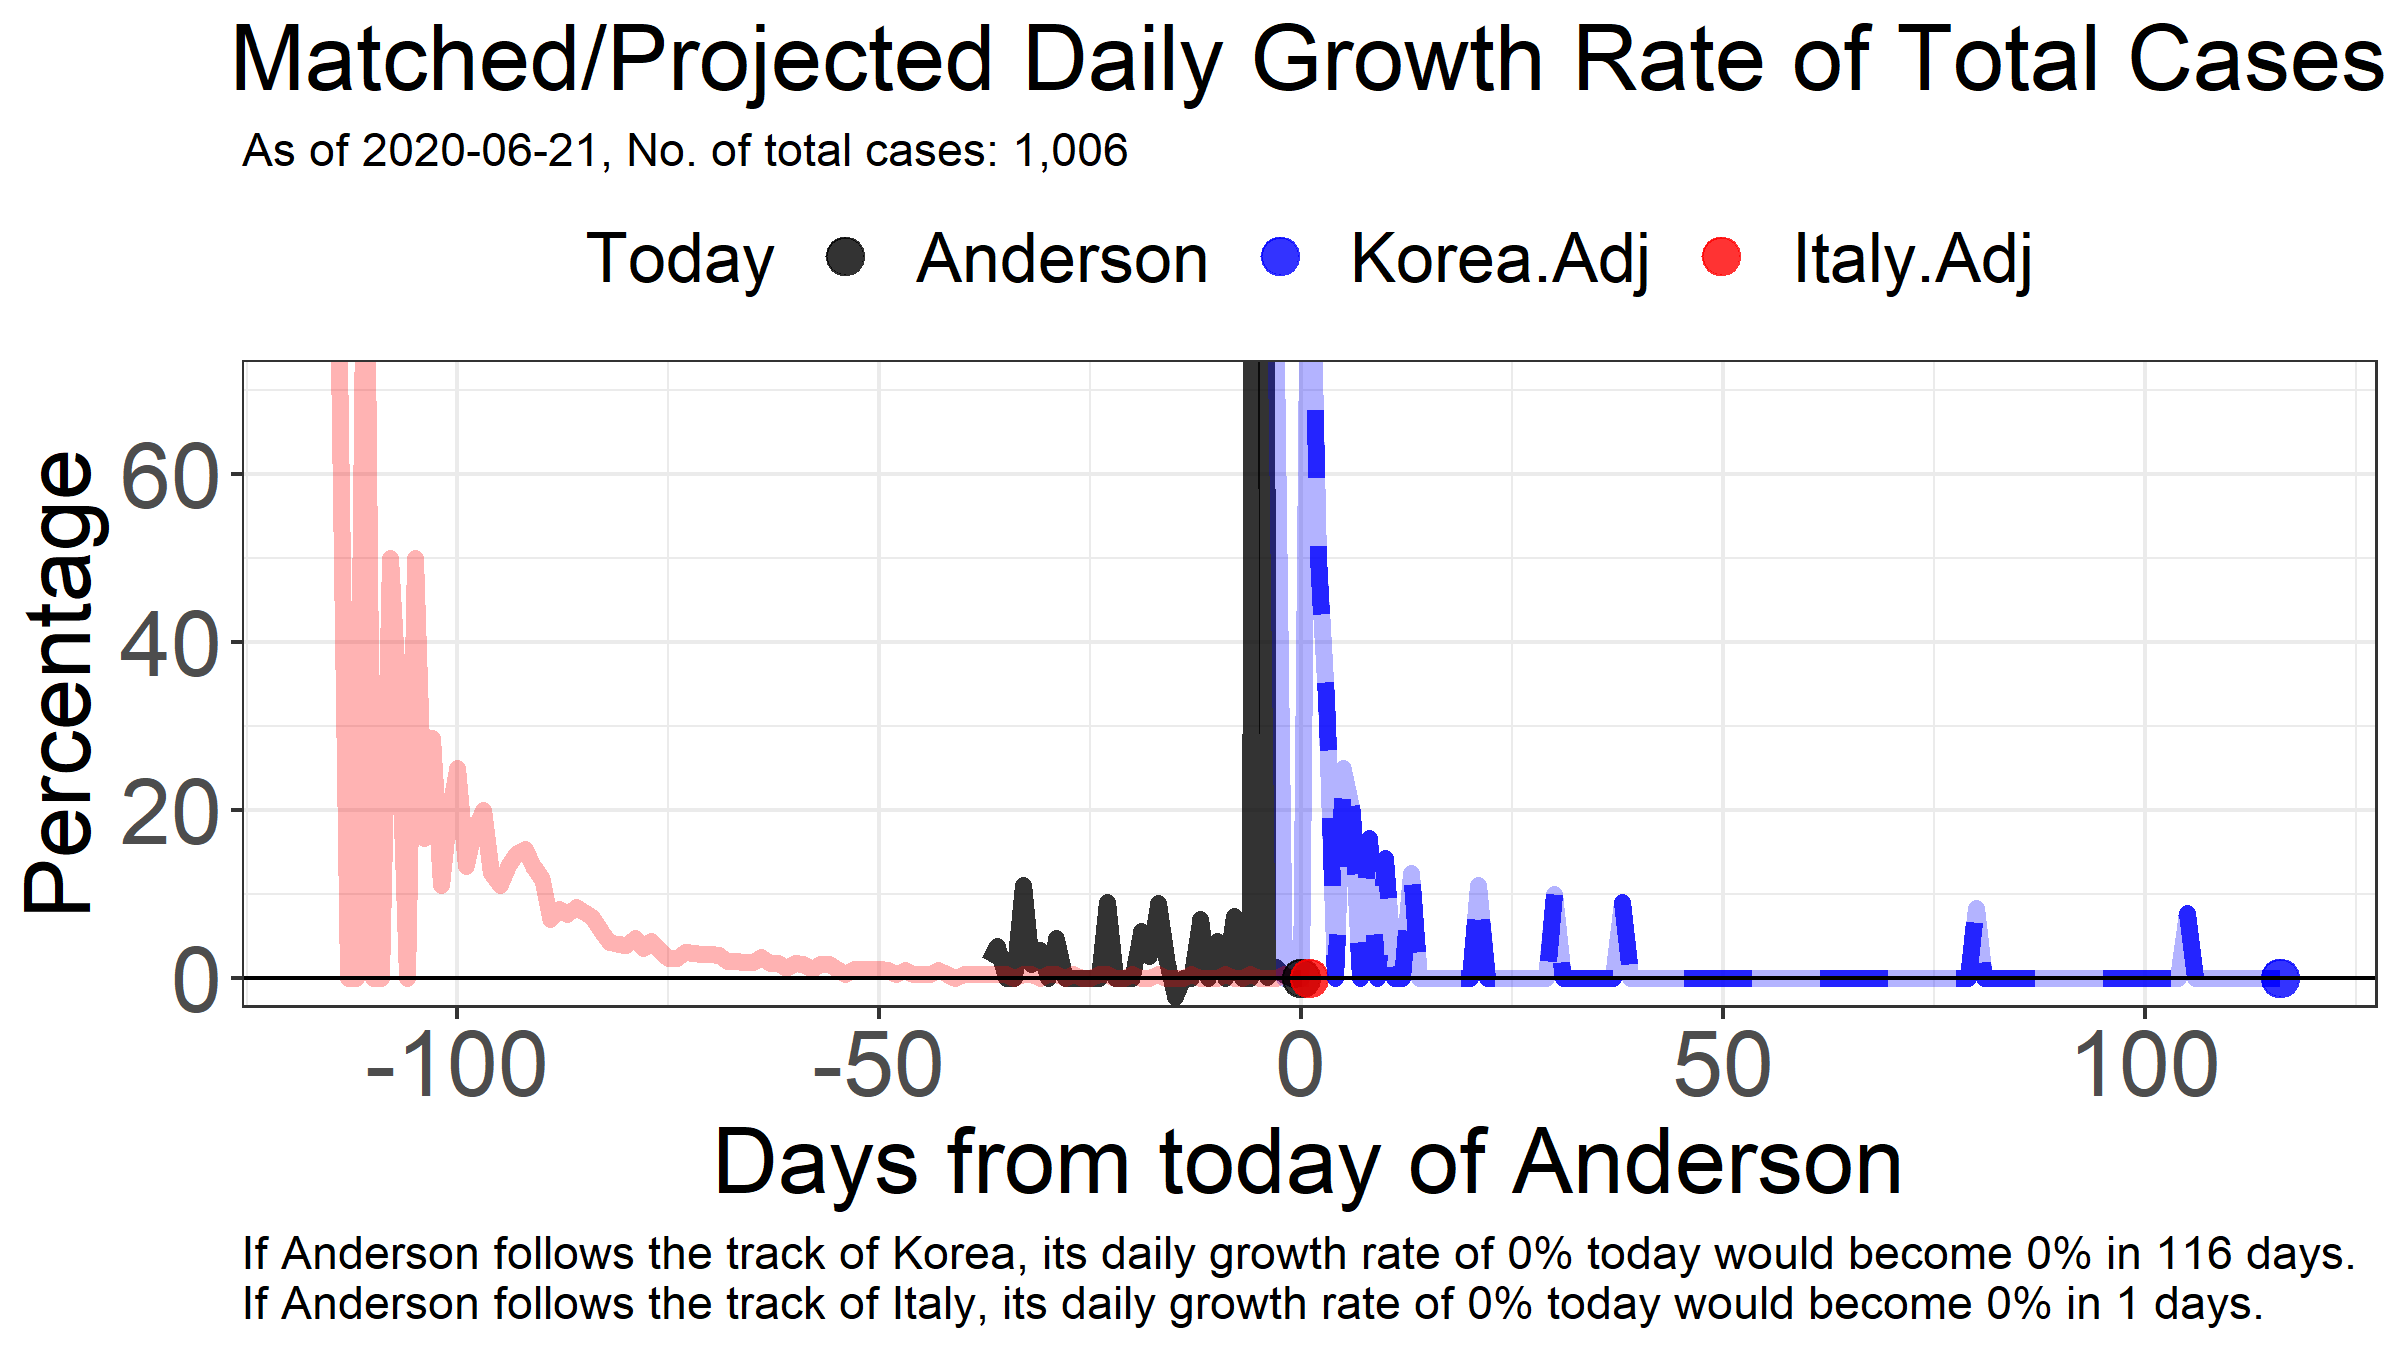 Matched/Projected Daily Growth Rate of Total Cases
As of 2020-06-21, No. of total cases: 1,006
Today Anderson Korea.Adj Italy.Adj
Percentage
60
40
20
0
-100 -50 0 50 100
Days from today of Anderson
If Anderson follows the track of Korea, its daily growth rate of 0% today would become 0% in 116 days.
If Anderson follows the track of Italy, its daily growth rate of 0% today would become 0% in 1 days.